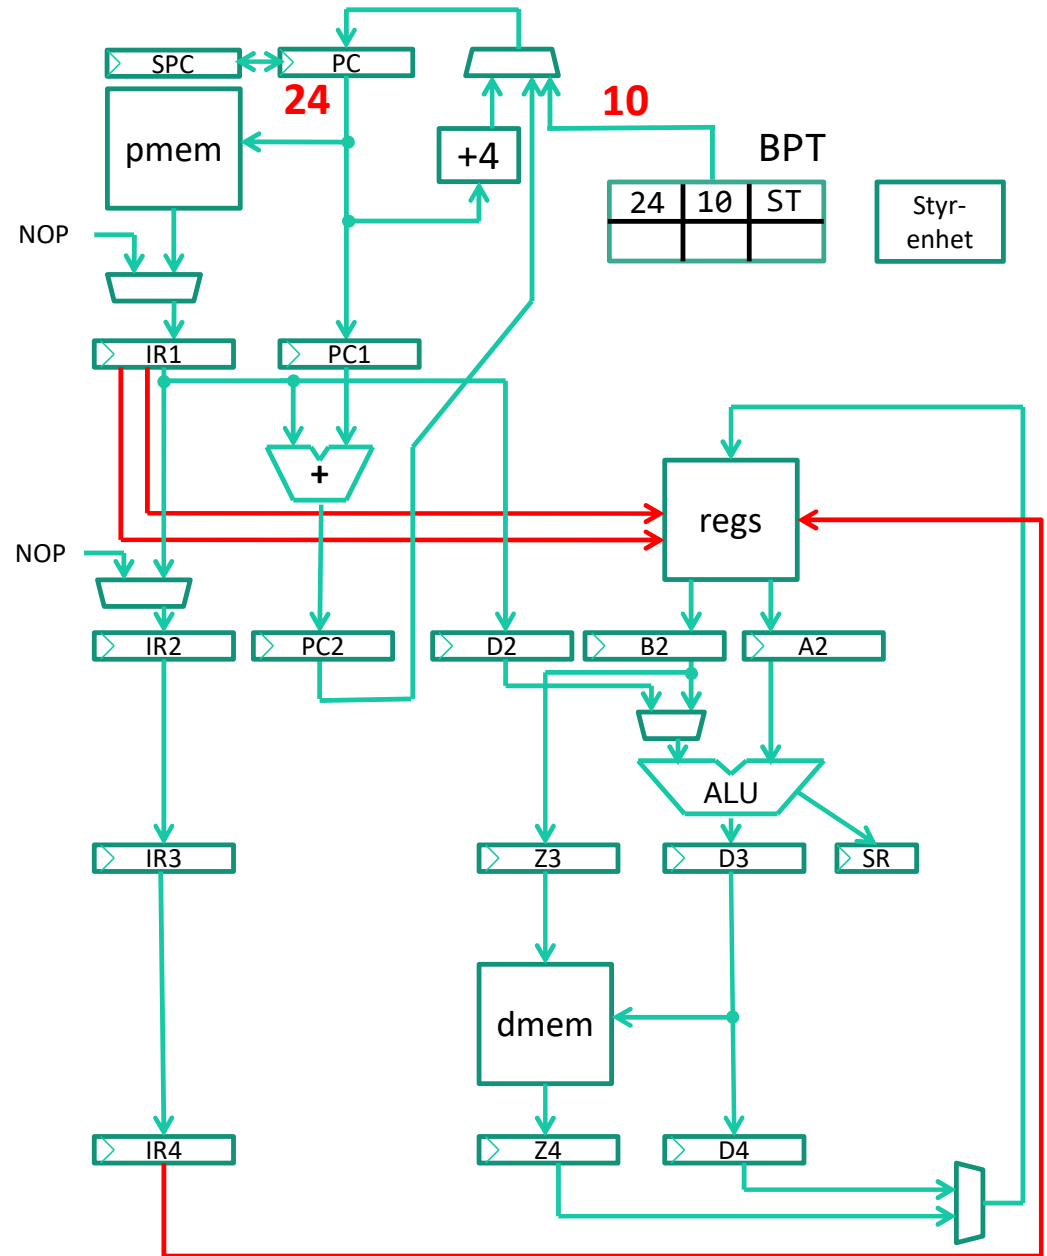 SPC
PC
24
10
pmem
+4
BPT
24 10 ST
Styr-
enhet
NOP
IR1
PC1
+
regs
NOP
IR2
PC2
D2
B2
A2
ALU
IR3
Z3
D3
SR
dmem
IR4
Z4
D4